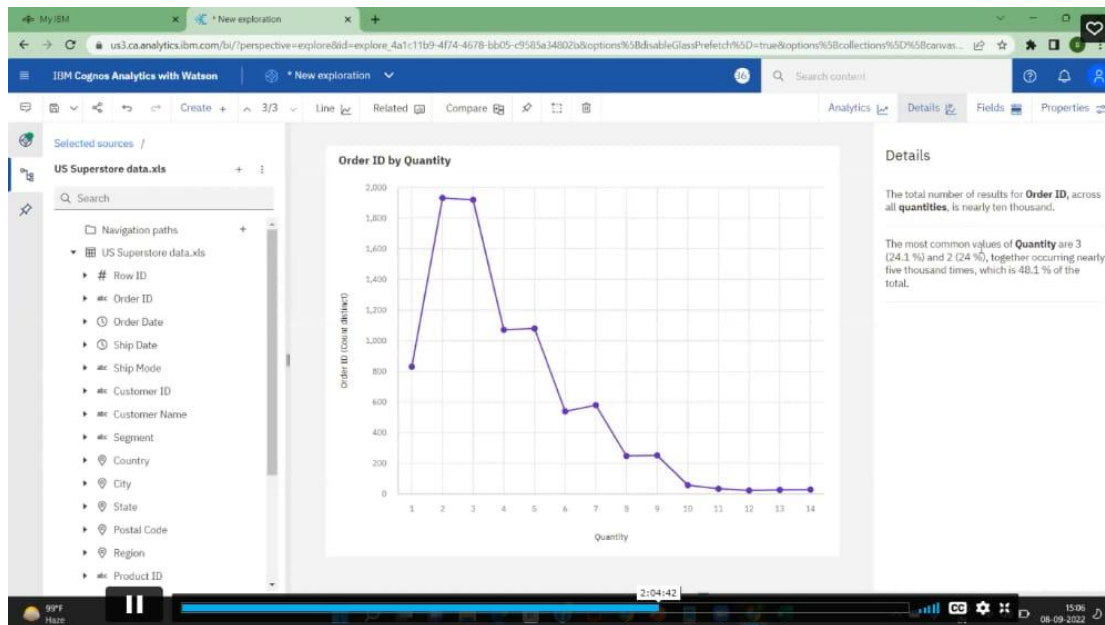 My IBM
* New exploration
us3.ca.analytics.ibm.com/bi/?perspective=explore&id=explore_4a1c11b9-4f74-4678-bb05-c9585a34802b&options%5BdisableGlassPrefetch%5D=true&options%5Bcollections%5D%5Bcanvas...
IBM Cognos Analytics with Watson
* New exploration
36
Search content
Create +
3/3
Line
Related
Compare
Analytics
Details
Fields
Properties
Selected sources /
US Superstore data.xls
Search
Navigation paths
US Superstore data.xls
# Row ID
abc Order ID
Order Date
Ship Date
abc Ship Mode
abc Customer ID
abc Customer Name
abc Segment
Country
City
State
Postal Code
Region
abc Product ID
Order ID by Quantity
Order ID (Count distinct)
2,000
1,800
1,600
1,400
1,200
1,000
800
600
400
200
0
1 2 3 4 5 6 7 8 9 10 11 12 13 14
Quantity
Details
The total number of results for Order ID, across
all quantities, is nearly ten thousand.
The most common values of Quantity are 3
(24.1 %) and 2 (24 %), together occurring nearly
five thousand times, which is 48.1 % of the
total.
2:04:42
CC
99°F
Haze
15:06
08-09-2022